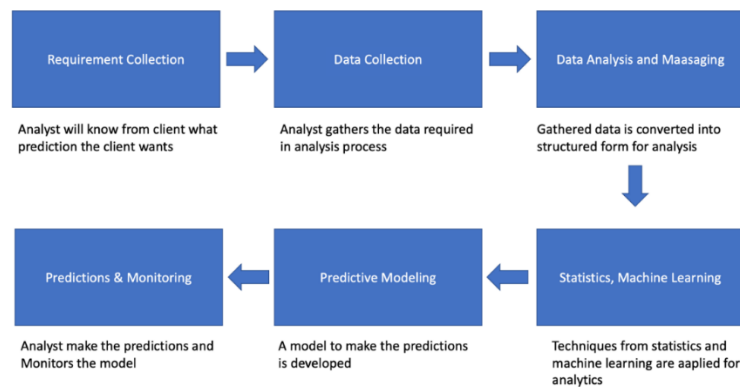 Requirement Collection
Analyst will know from client what
prediction the client wants
Data Collection
Analyst gathers the data required
in analysis process
Data Analysis and Maasaging
Gathered data is converted into
structured form for analysis
Statistics, Machine Learning
Techniques from statistics and
machine learning are aaplied for
analytics
Predictive Modeling
A model to make the predictions
is developed
Predictions & Monitoring
Analyst make the predictions and
Monitors the model